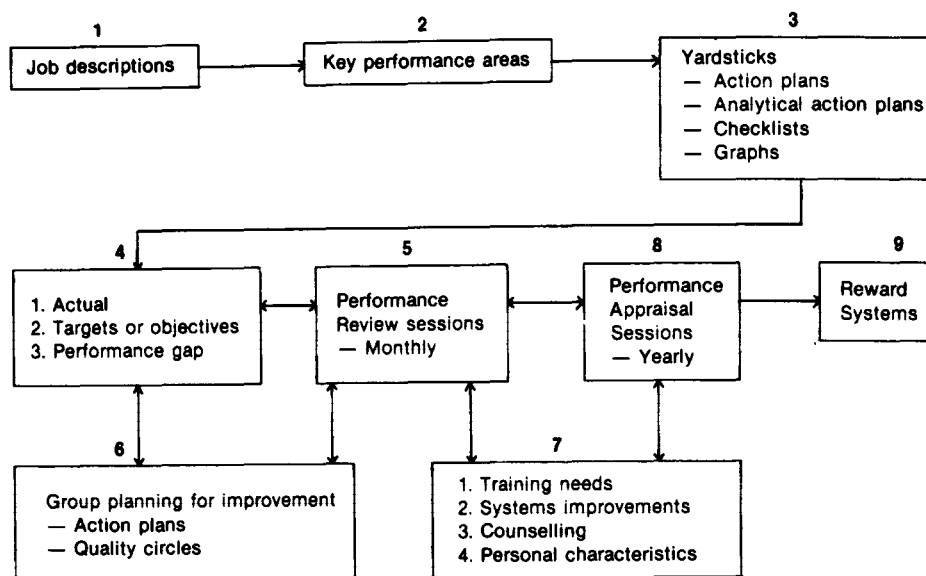 1
Job descriptions
2
Key performance areas
3
Yardsticks
— Action plans
— Analytical action plans
— Checklists
— Graphs
4
1. Actual
2. Targets or objectives
3. Performance gap
5
Performance
Review sessions
— Monthly
8
Performance
Appraisal
Sessions
— Yearly
9
Reward
Systems
6
Group planning for improvement
— Action plans
— Quality circles
7
1. Training needs
2. Systems improvements
3. Counselling
4. Personal characteristics